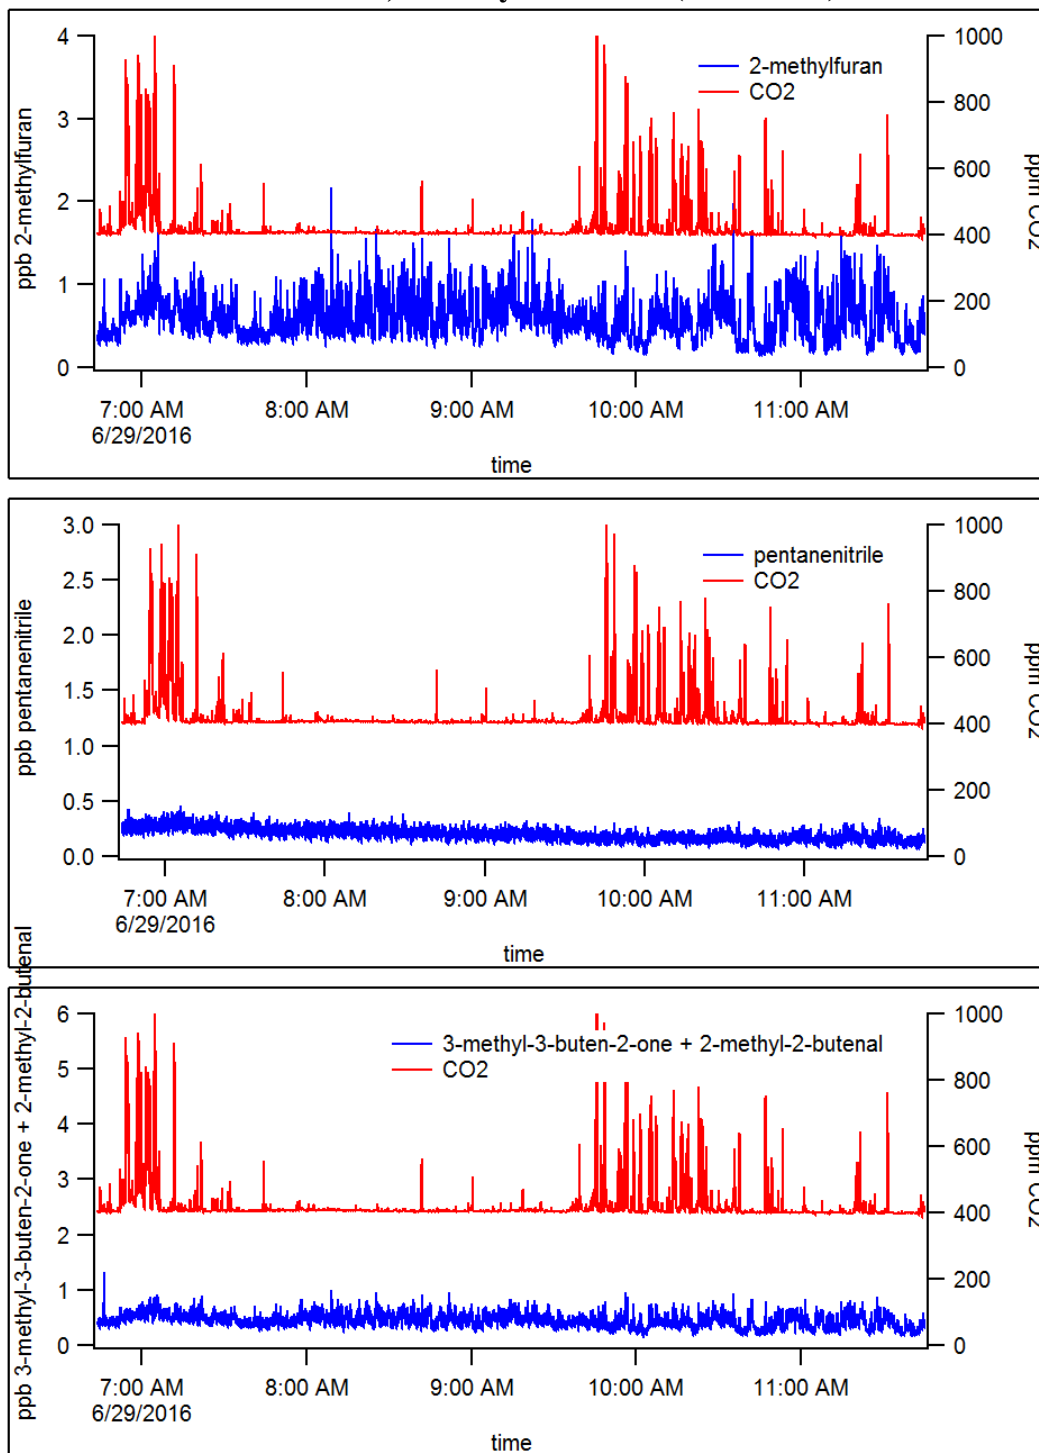 4
3
2
1
0
ppb 2-methylfuran
2-methylfuran
CO2
1000
800
600
400
200
0
ppm CO2
7:00 AM
8:00 AM
9:00 AM
10:00 AM
11:00 AM
6/29/2016
time
3.0
2.5
2.0
1.5
1.0
0.5
0.0
ppb pentanenitrile
pentanenitrile
CO2
1000
800
600
400
200
0
ppm CO2
7:00 AM
8:00 AM
9:00 AM
10:00 AM
11:00 AM
6/29/2016
time
6
5
4
3
2
1
0
ppb 3-methyl-3-buten-2-one + 2-methyl-2-butenal
3-methyl-3-buten-2-one + 2-methyl-2-butenal
CO2
1000
800
600
400
200
0
ppm CO2
7:00 AM
8:00 AM
9:00 AM
10:00 AM
11:00 AM
6/29/2016
time